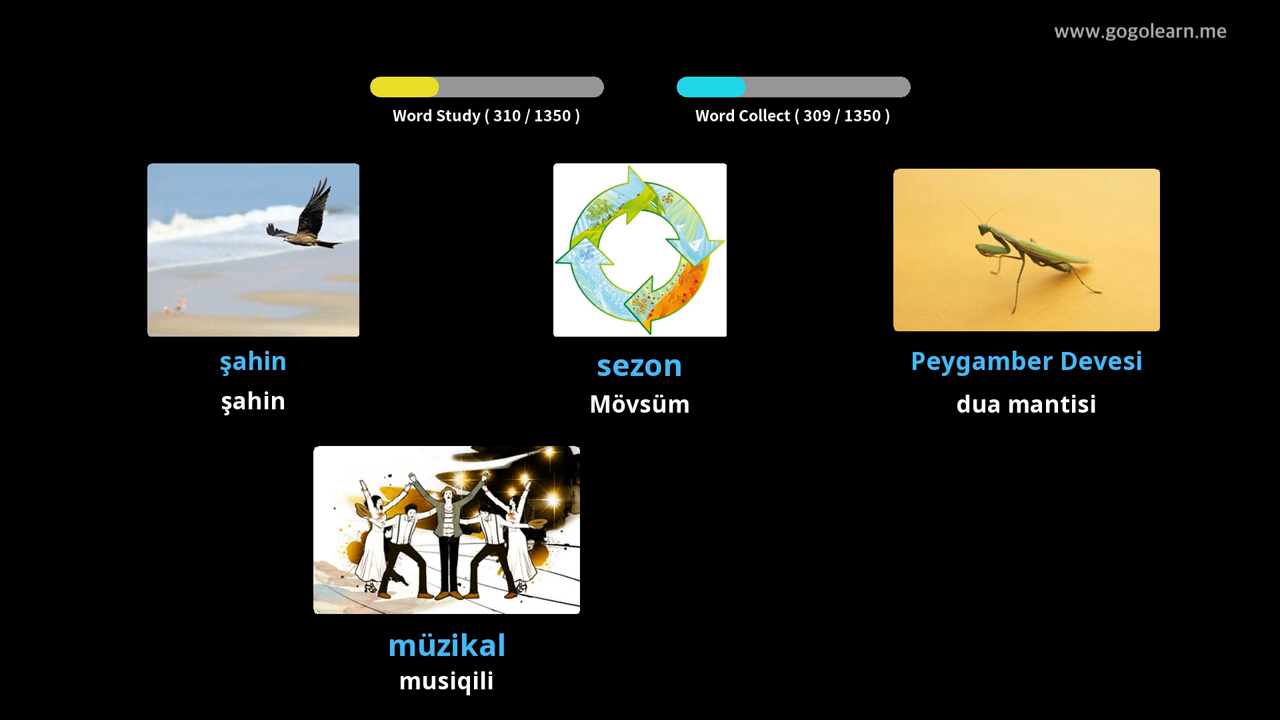 www.gogolearn.me
Word Study ( 310 / 1350 )
Word Collect ( 309 / 1350 )
şahin
şahin
sezon
Mövsüm
Peygamber Devesi
dua mantisi
müzikal
musiqili